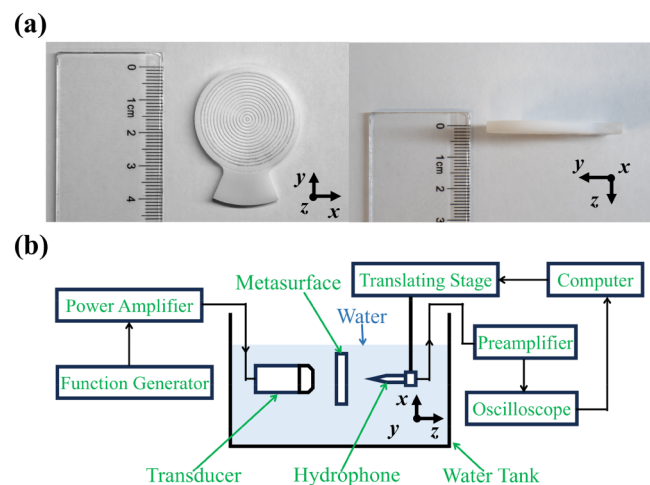 (a)
0
1cm
2
3
4
y
z x
0
1cm
2
3
y x
z
(b)
Metasurface
Translating Stage
Computer
Power Amplifier
Water
Preamplifier
Function Generator
x
y z
Oscilloscope
Transducer
Hydrophone
Water Tank